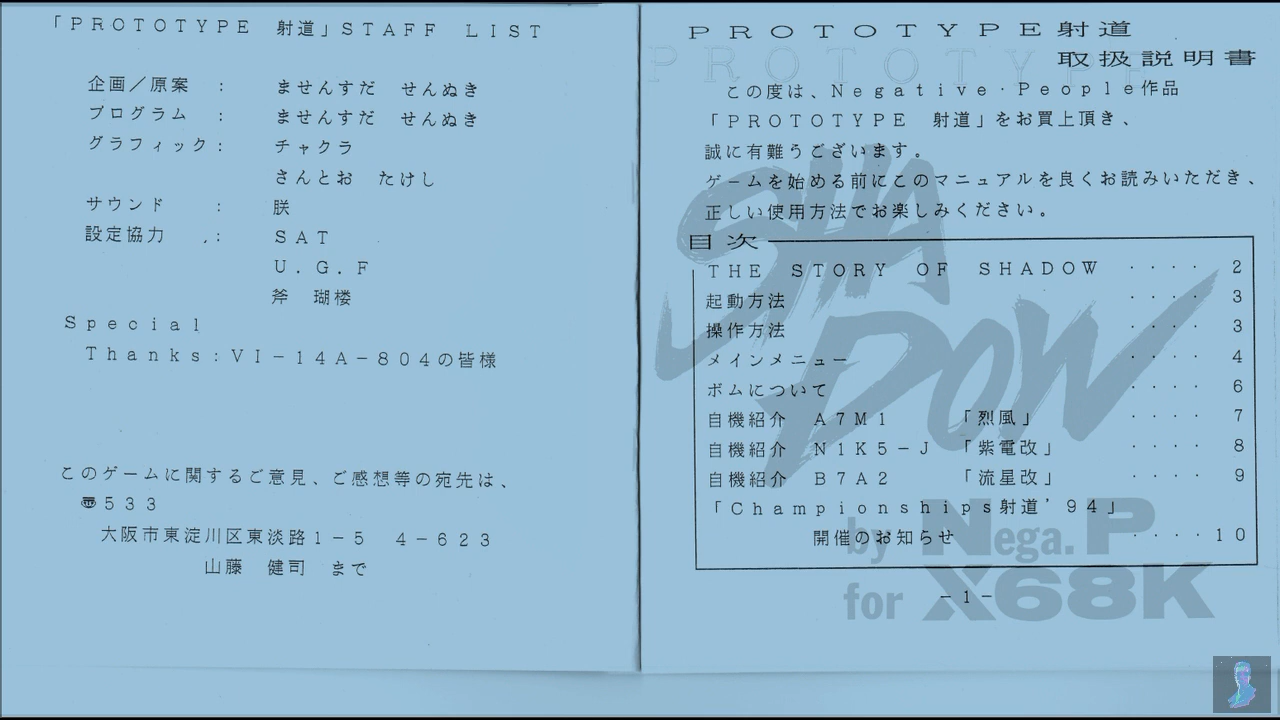 「PROTOTYPE 射道」STAFF LIST
企画／原案 : ませんすだ せんぬき
プログラム : ませんすだ せんぬき
グラフィック: チャクラ
さんとお たけし
サウンド : 朕
設定協力 : SAT
U.G.F
斧 瑚楼
Special
Thanks:VI-14A-804の皆様
このゲームに関するご意見、ご感想等の宛先は、
〠533
大阪市東淀川区東淡路1-5 4-623
山藤 健司 まで
PROTOTYPE射道
取扱説明書
この度は、Negative・People作品
「PROTOTYPE 射道」をお買上頂き、
誠に有難うございます。
ゲームを始める前にこのマニュアルを良くお読みいただき、
正しい使用方法でお楽しみください。
目次
THE STORY OF SHADOW ････ 2
起動方法 ････ 3
操作方法 ････ 3
メインメニュー ････ 4
ボムについて ････ 6
自機紹介 A7M1 「烈風」 ････ 7
自機紹介 N1K5-J 「紫電改」 ････ 8
自機紹介 B7A2 「流星改」 ････ 9
「Championships射道'94」
開催のお知らせ ････10
-1-
SHADOW
by Nega.P
for X68K